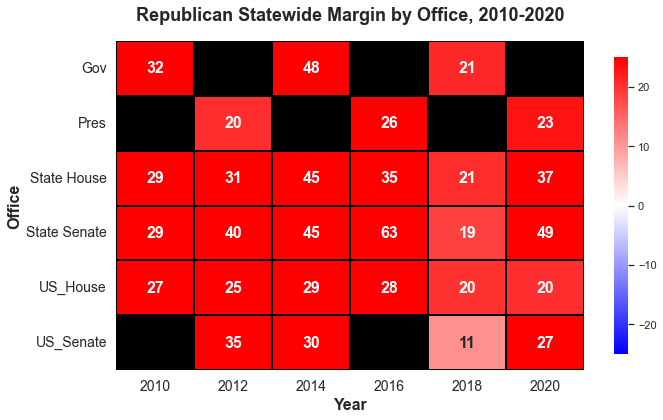 Republican Statewide Margin by Office, 2010-2020
Gov 32 48 21
Pres 20 26 23
State House 29 31 45 35 21 37
State Senate 29 40 45 63 19 49
US_House 27 25 29 28 20 20
US_Senate 35 30 11 27
2010 2012 2014 2016 2018 2020
Year
Office
20
10
0
−10
−20